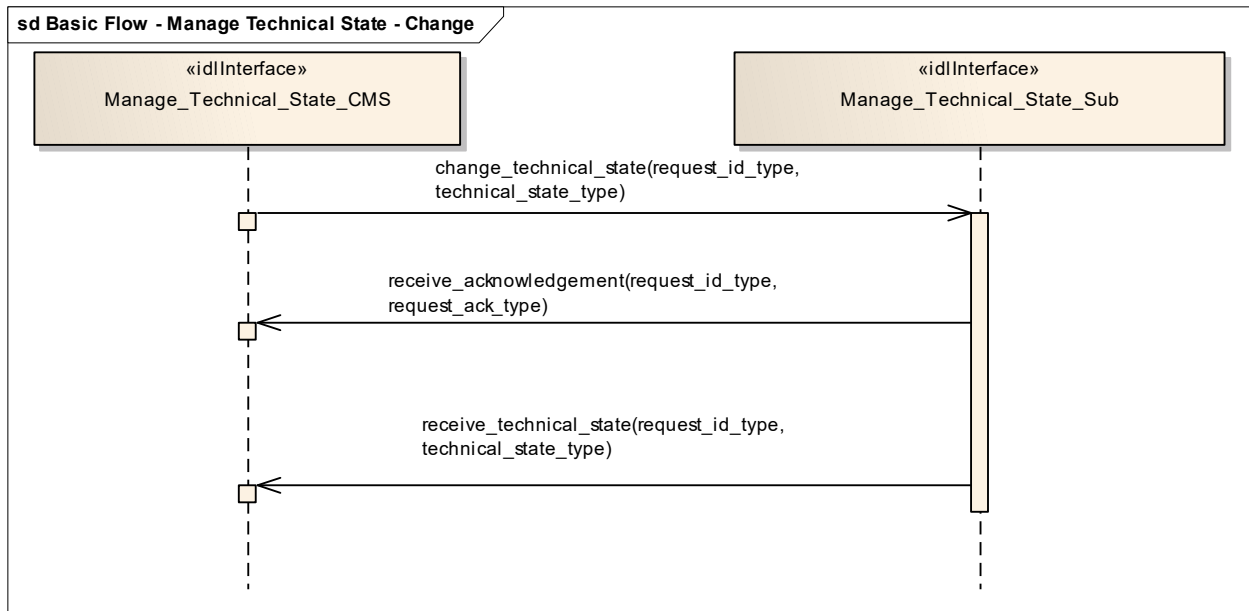 sd Basic Flow - Manage Technical State - Change
«idlInterface»
Manage_Technical_State_CMS
«idlInterface»
Manage_Technical_State_Sub
change_technical_state(request_id_type,
technical_state_type)
receive_acknowledgement(request_id_type,
request_ack_type)
receive_technical_state(request_id_type,
technical_state_type)